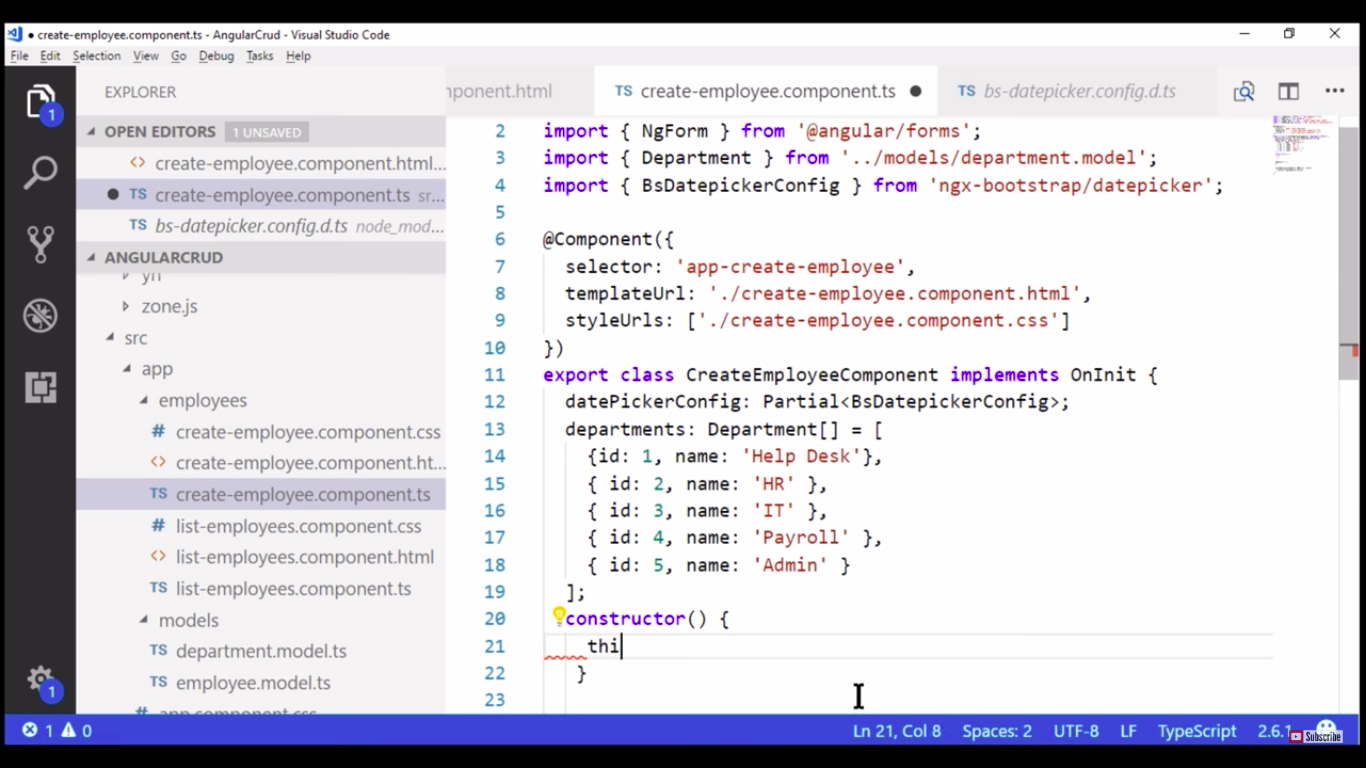 ● create-employee.component.ts - AngularCrud - Visual Studio Code
File Edit Selection View Go Debug Tasks Help
EXPLORER
OPEN EDITORS 1 UNSAVED
create-employee.component.html...
TS create-employee.component.ts sr...
TS bs-datepicker.config.d.ts node_mod...
ANGULARCRUD
yn
zone.js
src
app
employees
# create-employee.component.css
<> create-employee.component.ht...
TS create-employee.component.ts
# list-employees.component.css
<> list-employees.component.html
TS list-employees.component.ts
models
TS department.model.ts
TS employee.model.ts
# app.component.css
1
1
nponent.html TS create-employee.component.ts ● TS bs-datepicker.config.d.ts
2 import { NgForm } from '@angular/forms';
3 import { Department } from '../models/department.model';
4 import { BsDatepickerConfig } from 'ngx-bootstrap/datepicker';
5
6 @Component({
7 selector: 'app-create-employee',
8 templateUrl: './create-employee.component.html',
9 styleUrls: ['./create-employee.component.css']
10 })
11 export class CreateEmployeeComponent implements OnInit {
12 datePickerConfig: Partial<BsDatepickerConfig>;
13 departments: Department[] = [
14 {id: 1, name: 'Help Desk'},
15 { id: 2, name: 'HR' },
16 { id: 3, name: 'IT' },
17 { id: 4, name: 'Payroll' },
18 { id: 5, name: 'Admin' }
19 ];
20 constructor() {
21 thi
22 }
23
1 0 Ln 21, Col 8 Spaces: 2 UTF-8 LF TypeScript 2.6.1
Subscribe